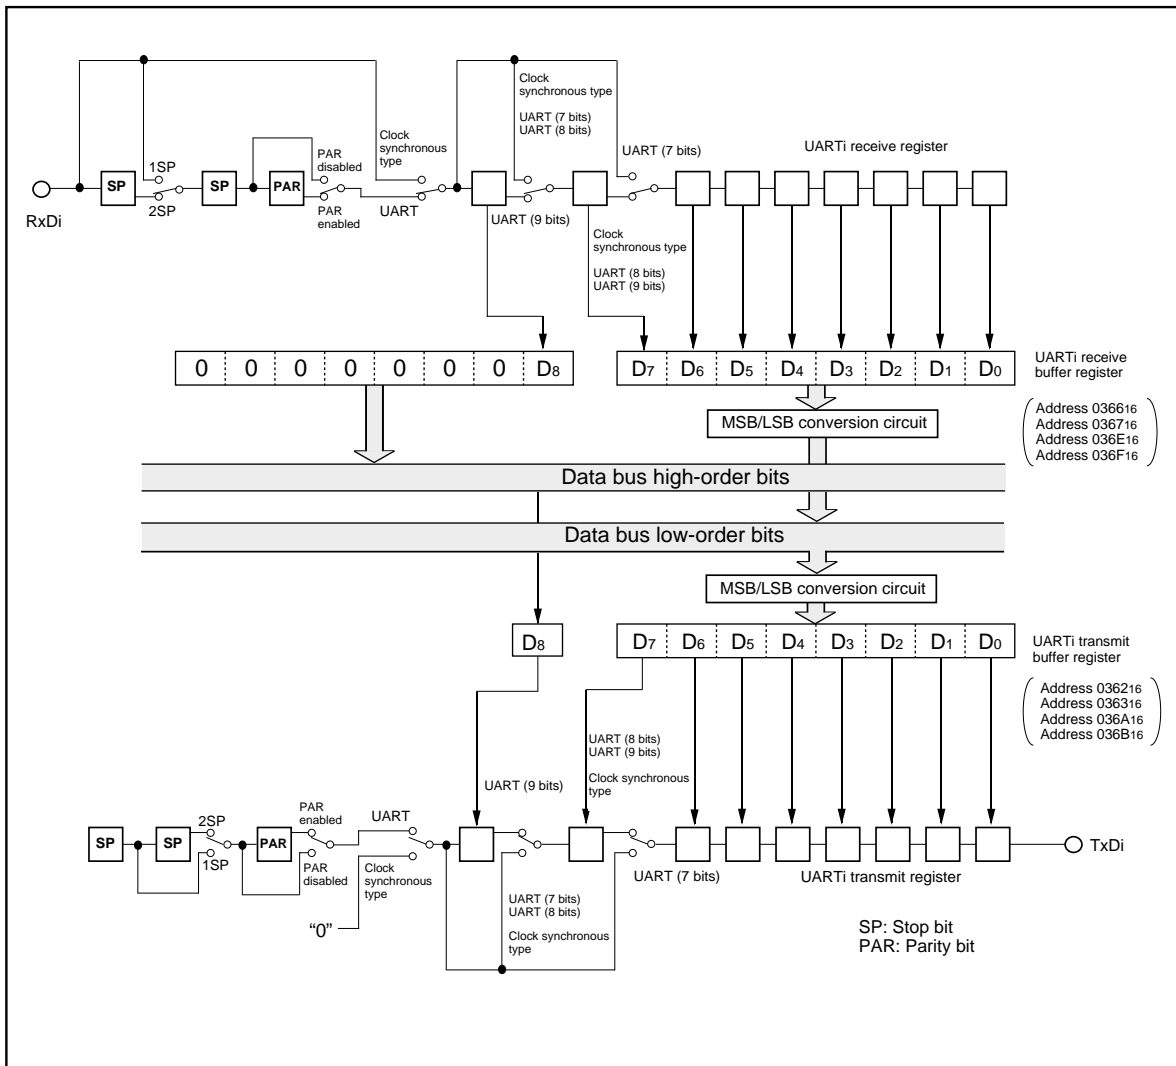 Clock
synchronous type
UART (7 bits)
UART (8 bits)
Clock
synchronous
type
UART (7 bits)
UARTi receive register
PAR
disabled
1SP
SP
SP
PAR
2SP
PAR
enabled
UART
RxDi
UART (9 bits)
Clock
synchronous type
UART (8 bits)
UART (9 bits)
0 0 0 0 0 0 0 D8
D7 D6 D5 D4 D3 D2 D1 D0
UARTi receive
buffer register
MSB/LSB conversion circuit
Address 036616
Address 036716
Address 036E16
Address 036F16
Data bus high-order bits
Data bus low-order bits
MSB/LSB conversion circuit
D8
D7 D6 D5 D4 D3 D2 D1 D0
UARTi transmit
buffer register
Address 036216
Address 036316
Address 036A16
Address 036B16
UART (8 bits)
UART (9 bits)
Clock synchronous
type
UART (9 bits)
PAR
enabled
2SP
UART
SP
SP
PAR
1SP
PAR
disabled
Clock
synchronous
type
"0"
UART (7 bits)
UARTi transmit register
TxDi
UART (7 bits)
UART (8 bits)
Clock synchronous
type
SP: Stop bit
PAR: Parity bit